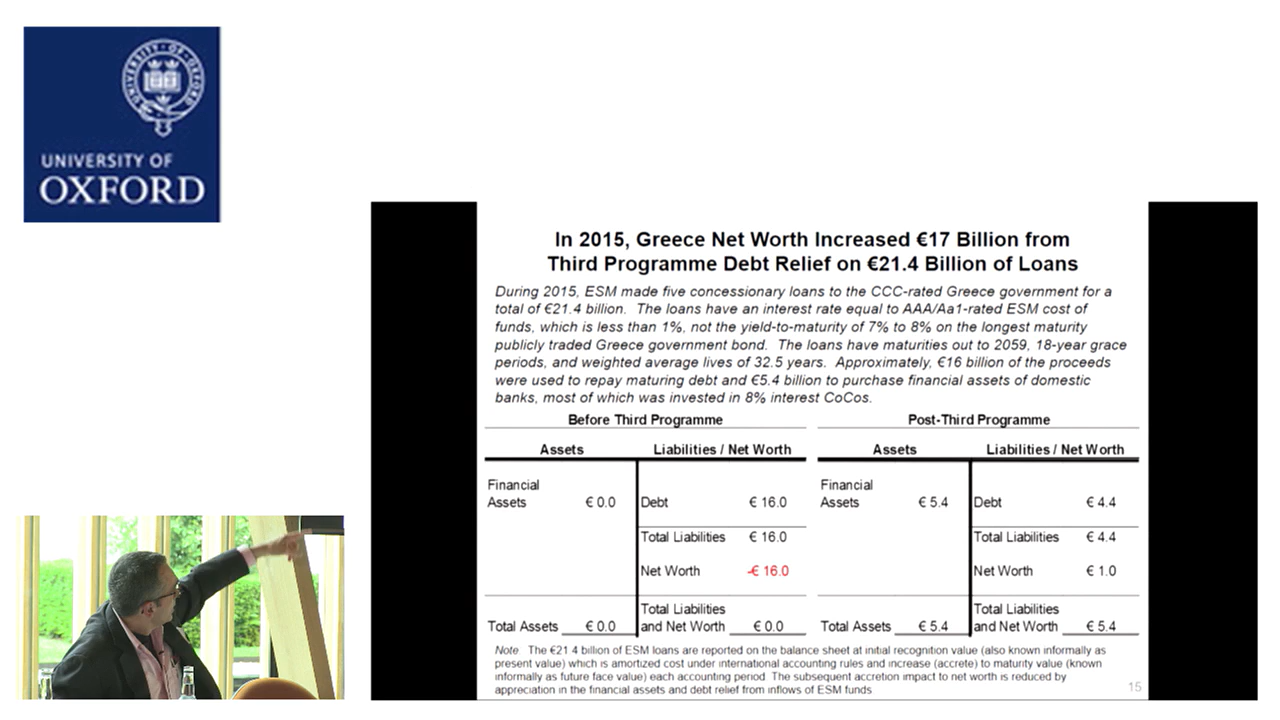 UNIVERSITY OF OXFORD
UNIVERSITY OF
OXFORD
In 2015, Greece Net Worth Increased €17 Billion from
Third Programme Debt Relief on €21.4 Billion of Loans
During 2015, ESM made five concessionary loans to the CCC-rated Greece government for a
total of €21.4 billion. The loans have an interest rate equal to AAA/Aa1-rated ESM cost of
funds, which is less than 1%, not the yield-to-maturity of 7% to 8% on the longest maturity
publicly traded Greece government bond. The loans have maturities out to 2059, 18-year grace
periods, and weighted average lives of 32.5 years. Approximately, €16 billion of the proceeds
were used to repay maturing debt and €5.4 billion to purchase financial assets of domestic
banks, most of which was invested in 8% interest CoCos.
Before Third Programme Post-Third Programme
Assets Liabilities / Net Worth Assets Liabilities / Net Worth
Financial Financial
Assets € 0.0 Debt € 16.0 Assets € 5.4 Debt € 4.4
Total Liabilities € 16.0 Total Liabilities € 4.4
Net Worth -€ 16.0 Net Worth € 1.0
Total Liabilities Total Liabilities
Total Assets € 0.0 and Net Worth € 0.0 Total Assets € 5.4 and Net Worth € 5.4
Note The €21 4 billion of ESM loans are reported on the balance sheet at initial recognition value (also known informally as
present value) which is amortized cost under international accounting rules and increase (accrete) to maturity value (known
informally as future face value) each accounting period The subsequent accretion impact to net worth is reduced by
appreciation in the financial assets and debt relief from inflows of ESM funds
15